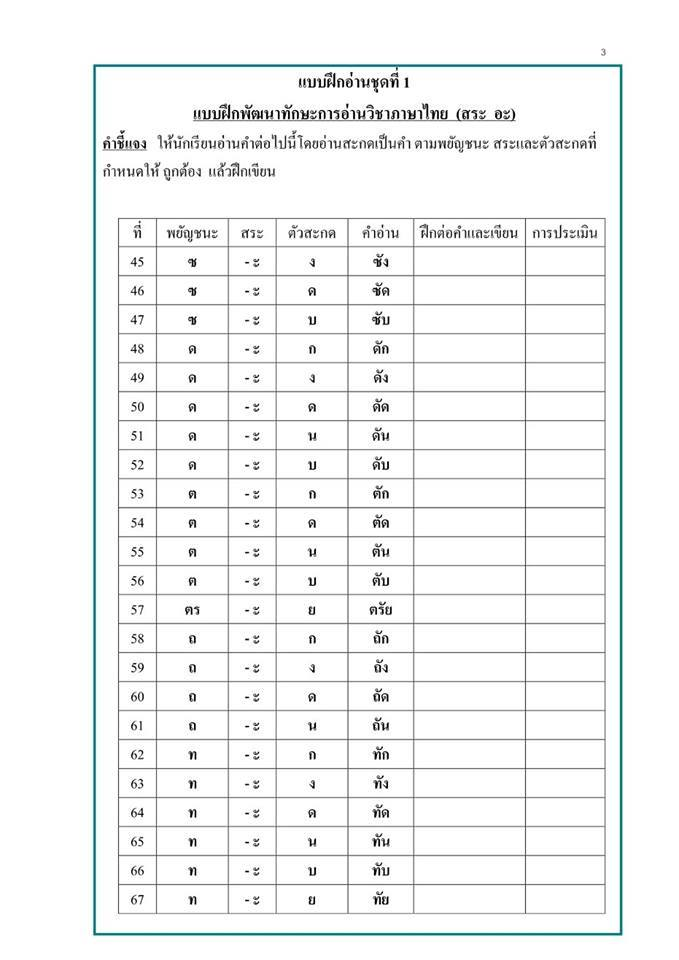 3
แบบฝึกอ่านชุดที่ 1
แบบฝึกพัฒนาทักษะการอ่านวิชาภาษาไทย (สระ อะ)
คำชี้แจง ให้นักเรียนอ่านคำต่อไปนี้โดยอ่านสะกดเป็นคำ ตามพยัญชนะ สระและตัวสะกดที่
กำหนดให้ ถูกต้อง แล้วฝึกเขียน
ที่ พยัญชนะ สระ ตัวสะกด คำอ่าน ฝึกต่อคำและเขียน การประเมิน
45 ซ - ะ ง ซัง
46 ซ - ะ ด ซัด
47 ซ - ะ บ ซับ
48 ด - ะ ก ดัก
49 ด - ะ ง ดัง
50 ด - ะ ด ดัด
51 ด - ะ น ดัน
52 ด - ะ บ ดับ
53 ต - ะ ก ตัก
54 ต - ะ ด ตัด
55 ต - ะ น ตัน
56 ต - ะ บ ตับ
57 ตร - ะ ย ตรัย
58 ถ - ะ ก ถัก
59 ถ - ะ ง ถัง
60 ถ - ะ ด ถัด
61 ถ - ะ น ถัน
62 ท - ะ ก ทัก
63 ท - ะ ง ทัง
64 ท - ะ ด ทัด
65 ท - ะ น ทัน
66 ท - ะ บ ทับ
67 ท - ะ ย ทัย